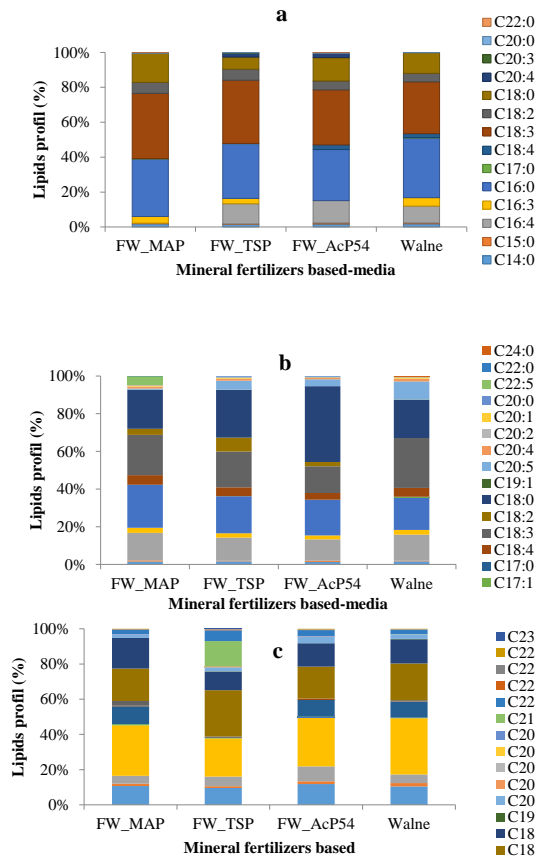 a
100%
80%
60%
40%
20%
0%
Lipids profil (%)
FW_MAP
FW_TSP
FW_AcP54
Walne
Mineral fertilizers based-media
C22:0
C20:0
C20:3
C20:4
C18:0
C18:2
C18:3
C18:4
C17:0
C16:0
C16:3
C16:4
C15:0
C14:0
b
100%
80%
60%
40%
20%
0%
Lipids profil (%)
FW_MAP
FW_TSP
FW_AcP54
Walne
Mineral fertilizers based-media
C24:0
C22:0
C22:5
C20:0
C20:1
C20:2
C20:4
C20:5
C19:1
C18:0
C18:2
C18:3
C18:4
C17:0
C17:1
c
100%
80%
60%
40%
20%
0%
Lipids profil (%)
FW_MAP
FW_TSP
FW_AcP54
Walne
Mineral fertilizers based
C23
C22
C22
C22
C22
C21
C20
C20
C20
C20
C20
C19
C18
C18